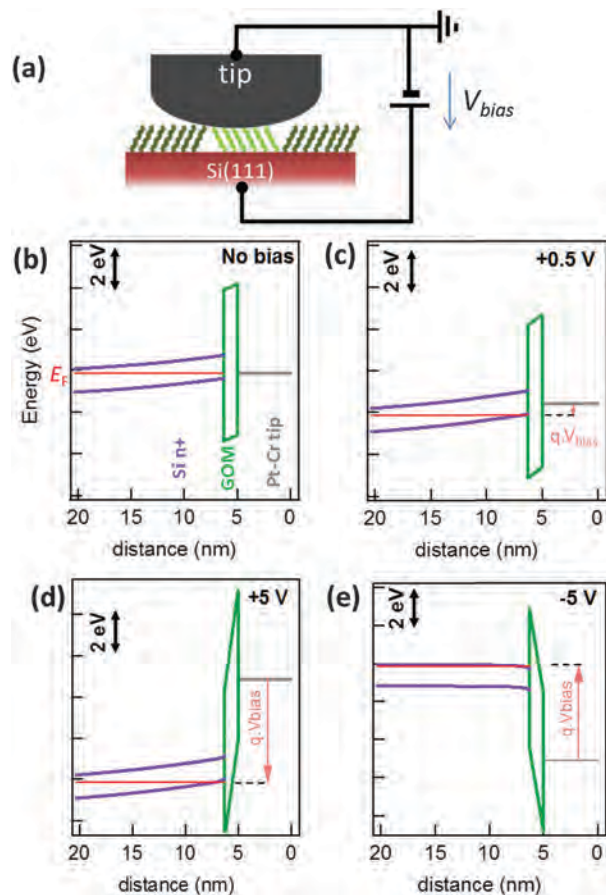 (a)
tip
Si(111)
V_bias
(b)
2 eV
No bias
Energy (eV)
E_F
Si n+
GOM
Pt-Cr tip
20 15 10 5 0
distance (nm)
(c)
2 eV
+0.5 V
q.V_bias
20 15 10 5 0
distance (nm)
(d)
2 eV
+5 V
q.Vbias
20 15 10 5 0
distance (nm)
(e)
2 eV
-5 V
q.Vbias
20 15 10 5 0
distance (nm)